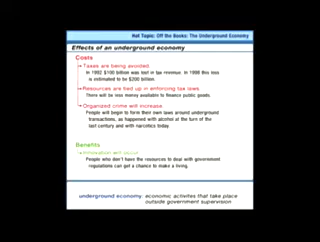 Hot Topic: Off the Books: The Underground Economy
Effects of an underground economy
Costs
Taxes are being avoided
In 1992 $100 billion was lost in tax revenue. In 1998 this loss
is estimated to be $200 billion.
Resources are tied up in enforcing tax laws
There will be less money available to finance public goods.
Organized crime will increase
People will begin to form their own laws around underground
transactions, as happened with alcohol at the turn of the
last century and with narcotics today.
Benefits
Innovation will occur
People who don't have the resources to deal with government
regulations can get a chance to make a living.
underground economy: economic activites that take place
outside government supervision